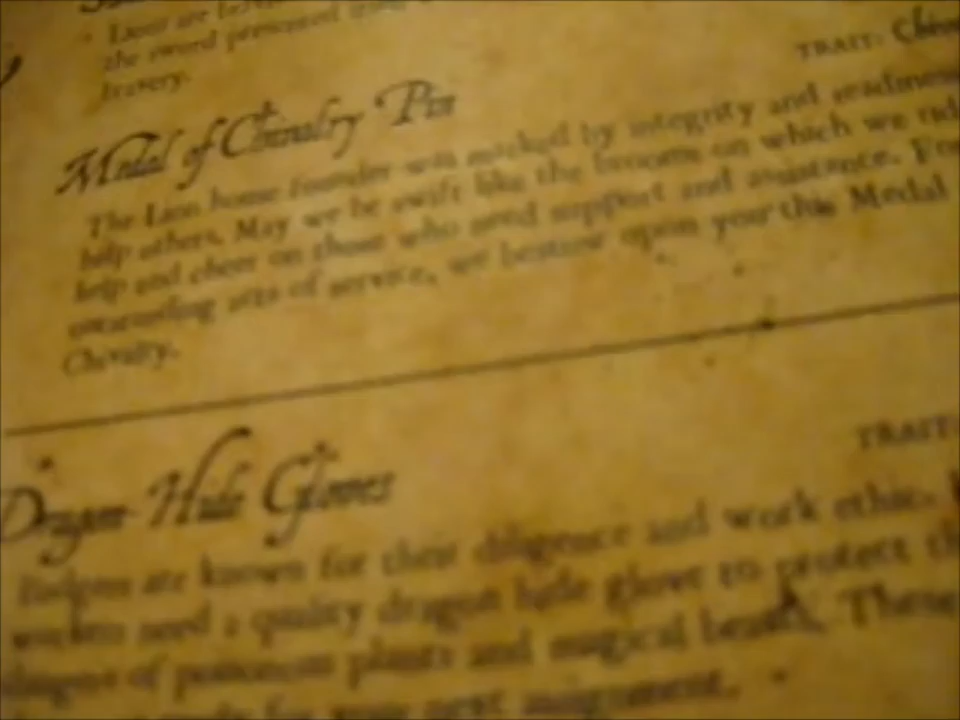 the sword presented
bravery.
TRAIT:
Medal of Chivalry Pin
The Lion house founder was marked by integrity and readiness
help others. May we be swift like the brooms on which we
help and cheer on those who need support and assistance. For
acts of service, we bestow upon you this Medal
Chivalry.
TRAIT:
Dragon-Hide Gloves
are known for their diligence and work ethic.
need a quality dragon hide glove to protect
of poisonous plants and magical beasts. These
for your next assignment.